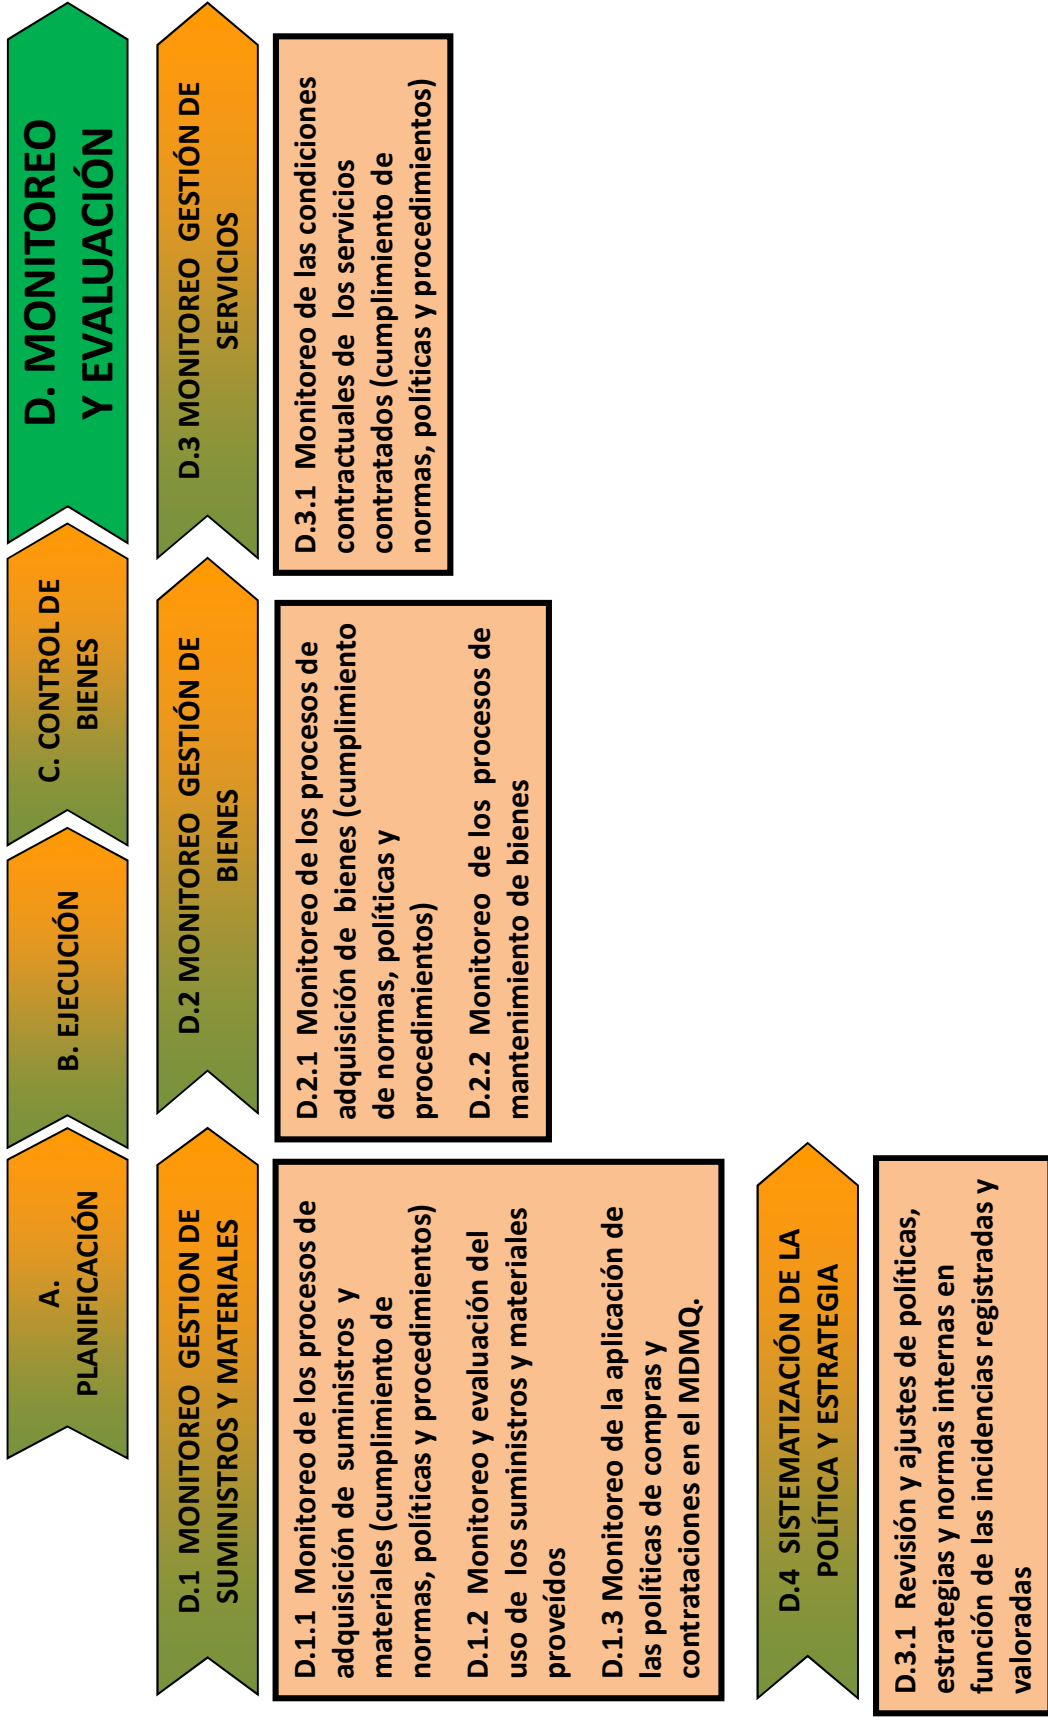 A.
PLANIFICACIÓN
B. EJECUCIÓN
C. CONTROL DE
BIENES
D. MONITOREO
Y EVALUACIÓN
D.1 MONITOREO GESTION DE
SUMINISTROS Y MATERIALES
D.2 MONITOREO GESTIÓN DE
BIENES
D.3 MONITOREO GESTIÓN DE
SERVICIOS
D.1.1 Monitoreo de los procesos de
adquisición de suministros y
materiales (cumplimiento de
normas, políticas y procedimientos)
D.1.2 Monitoreo y evaluación del
uso de los suministros y materiales
proveídos
D.1.3 Monitoreo de la aplicación de
las políticas de compras y
contrataciones en el MDMQ.
D.2.1 Monitoreo de los procesos de
adquisición de bienes (cumplimiento
de normas, políticas y
procedimientos)
D.2.2 Monitoreo de los procesos de
mantenimiento de bienes
D.3.1 Monitoreo de las condiciones
contractuales de los servicios
contratados (cumplimiento de
normas, políticas y procedimientos)
D.4 SISTEMATIZACIÓN DE LA
POLÍTICA Y ESTRATEGIA
D.3.1 Revisión y ajustes de políticas,
estrategias y normas internas en
función de las incidencias registradas y
valoradas